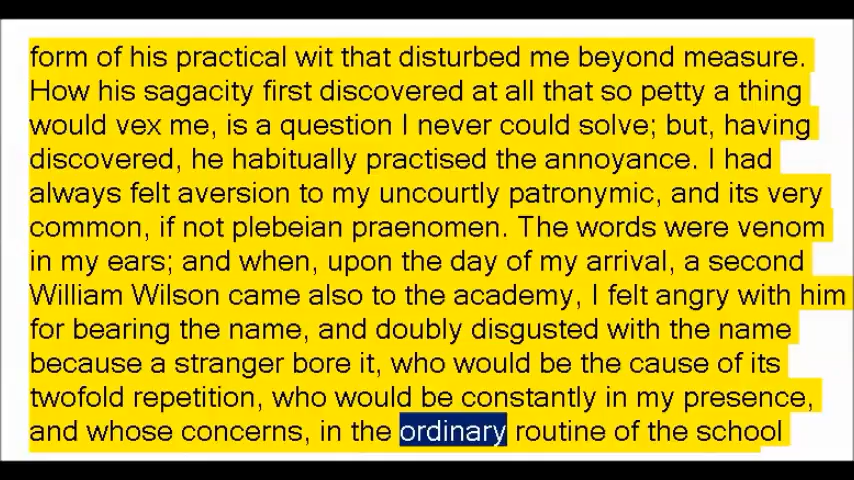 form of his practical wit that disturbed me beyond measure.
How his sagacity first discovered at all that so petty a thing
would vex me, is a question I never could solve; but, having
discovered, he habitually practised the annoyance. I had
always felt aversion to my uncourtly patronymic, and its very
common, if not plebeian praenomen. The words were venom
in my ears; and when, upon the day of my arrival, a second
William Wilson came also to the academy, I felt angry with him
for bearing the name, and doubly disgusted with the name
because a stranger bore it, who would be the cause of its
twofold repetition, who would be constantly in my presence,
and whose concerns, in the ordinary routine of the school